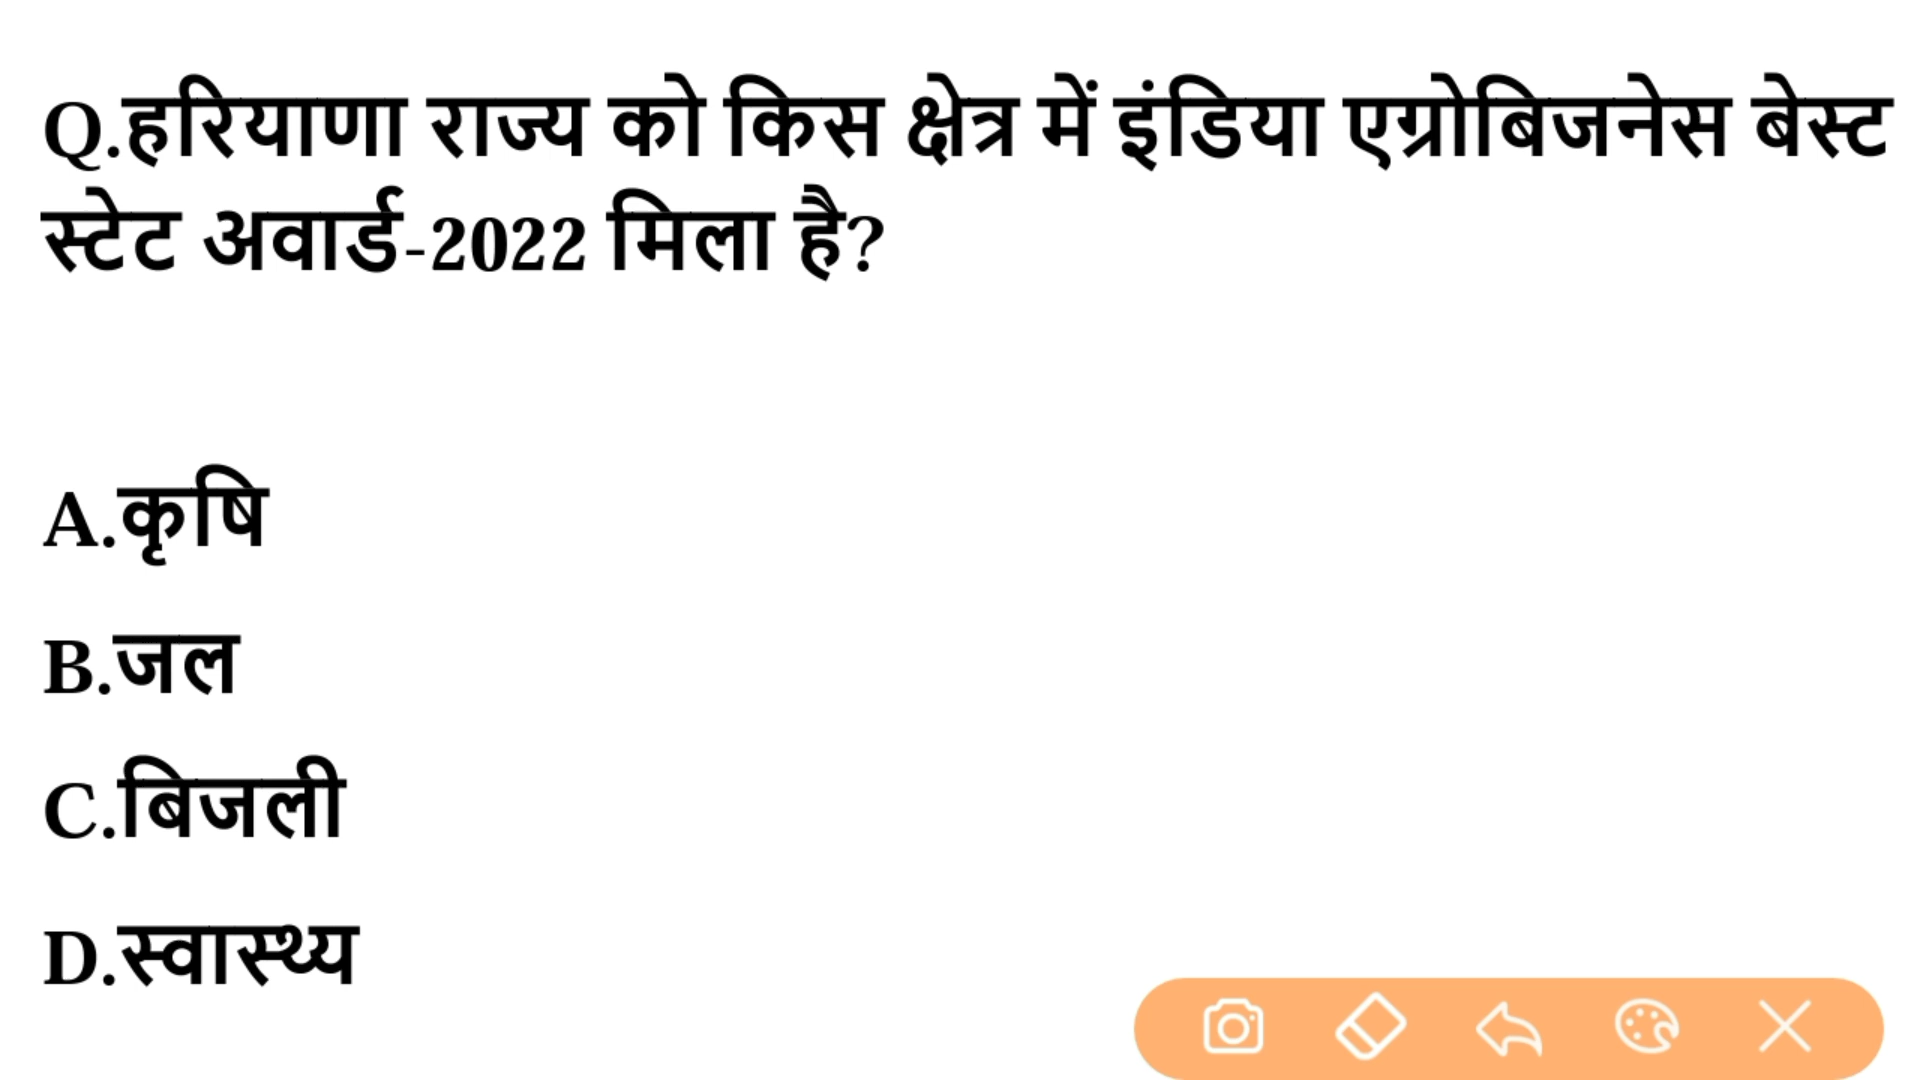 Q.हरियाणा राज्य को किस क्षेत्र में इंडिया एग्रोबिजनेस बेस्ट
स्टेट अवार्ड-2022 मिला है?
A.कृषि
B.जल
C.बिजली
D.स्वास्थ्य